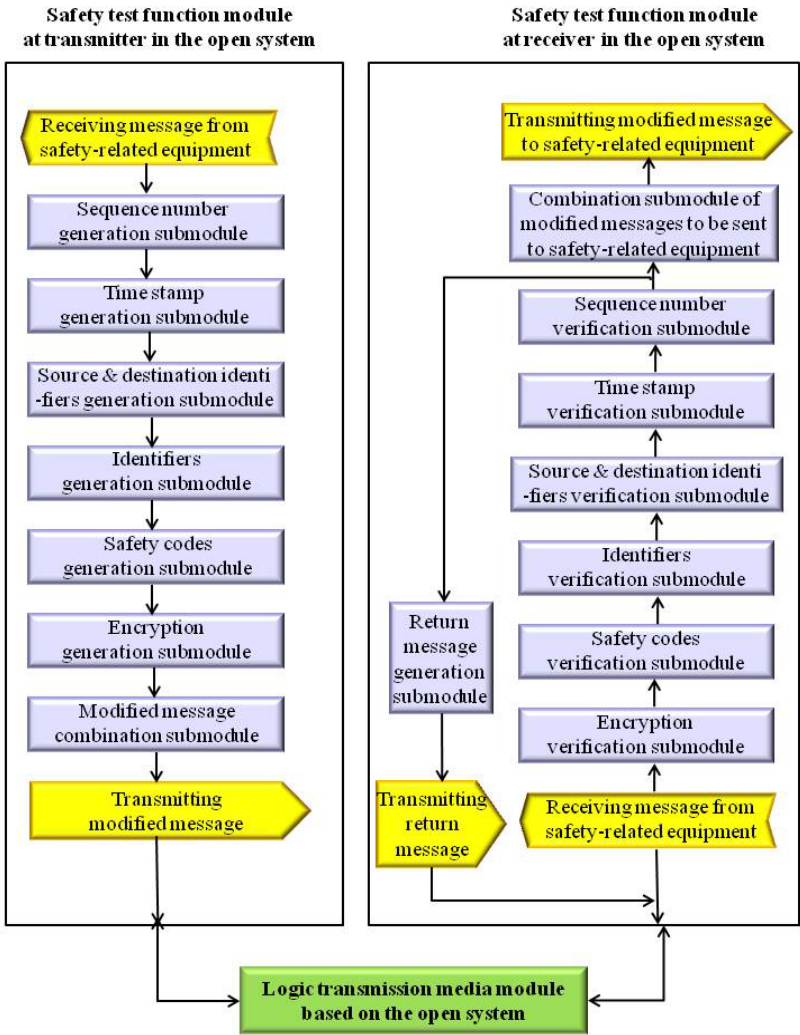 Safety test function module
at transmitter in the open system
Receiving message from
safety-related equipment
Sequence number
generation submodule
Time stamp
generation submodule
Source & destination identi
-fiers generation submodule
Identifiers
generation submodule
Safety codes
generation submodule
Encryption
generation submodule
Modified message
combination submodule
Transmitting
modified message
Safety test function module
at receiver in the open system
Transmitting modified message
to safety-related equipment
Combination submodule of
modified messages to be sent
to safety-related equipment
Sequence number
verification submodule
Time stamp
verification submodule
Source & destination identi
-fiers verification submodule
Identifiers
verification submodule
Safety codes
verification submodule
Encryption
verification submodule
Receiving message from
safety-related equipment
Return
message
generation
submodule
Transmitting
return
message
Logic transmission media module
based on the open system